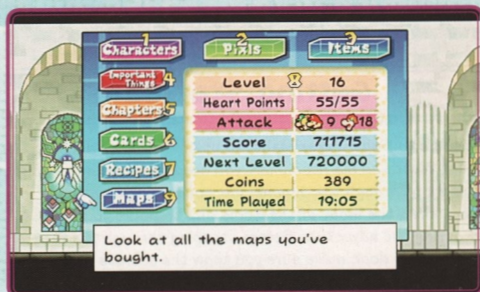 1 2 3
Characters Pixls Items
Important Things 4
Chapters 5
Cards 6
Recipes 7
Maps 9
Level 8 16
Heart Points 55/55
Attack 9 18
Score 711715
Next Level 720000
Coins 389
Time Played 19:05
Look at all the maps you've
bought.